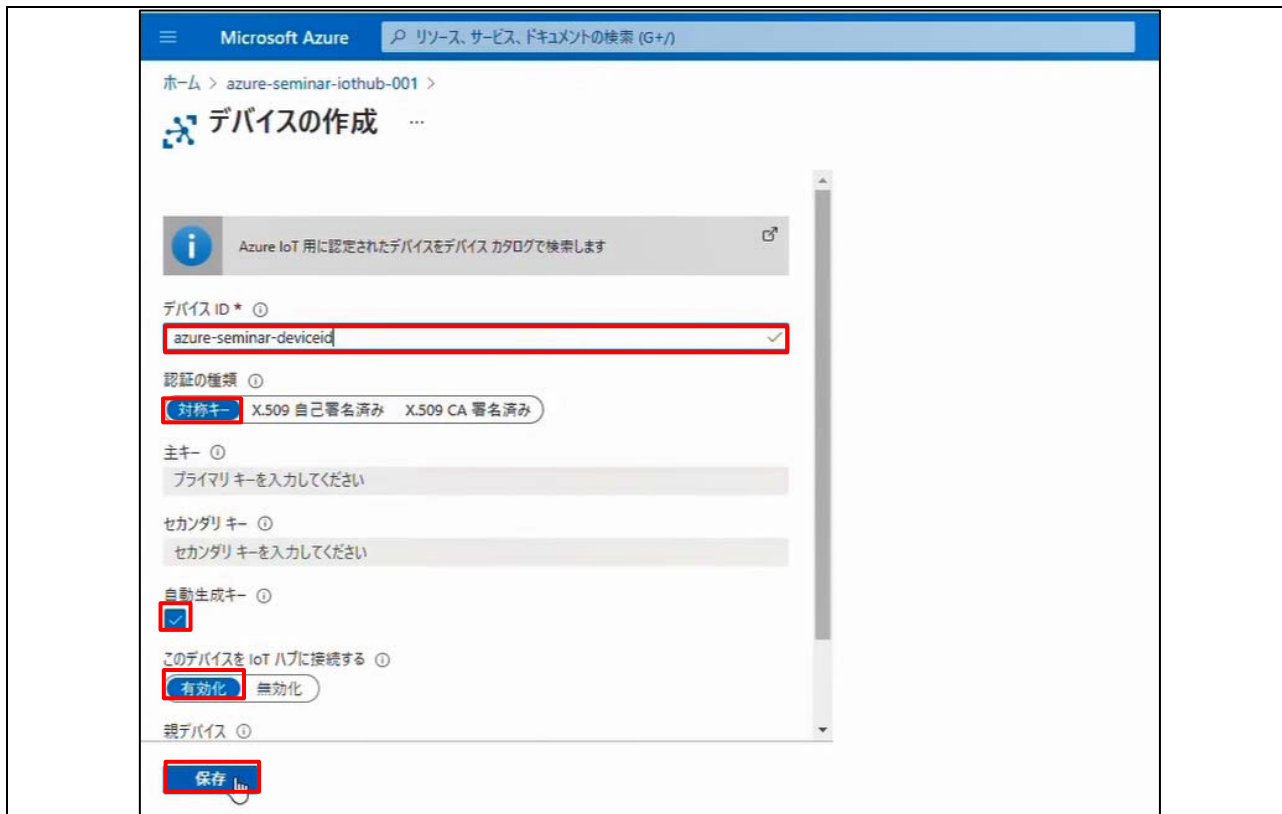 Microsoft Azure
リソース、サービス、ドキュメントの検索 (G+/)
ホーム > azure-seminar-iothub-001 >
デバイスの作成 ...
Azure IoT 用に認定されたデバイスをデバイス カタログで検索します
デバイス ID *
azure-seminar-deviceid
認証の種類
対称キー X.509 自己署名済み X.509 CA 署名済み
主キー
プライマリ キーを入力してください
セカンダリ キー
セカンダリ キーを入力してください
自動生成キー
このデバイスを IoT ハブに接続する
有効化 無効化
親デバイス
保存